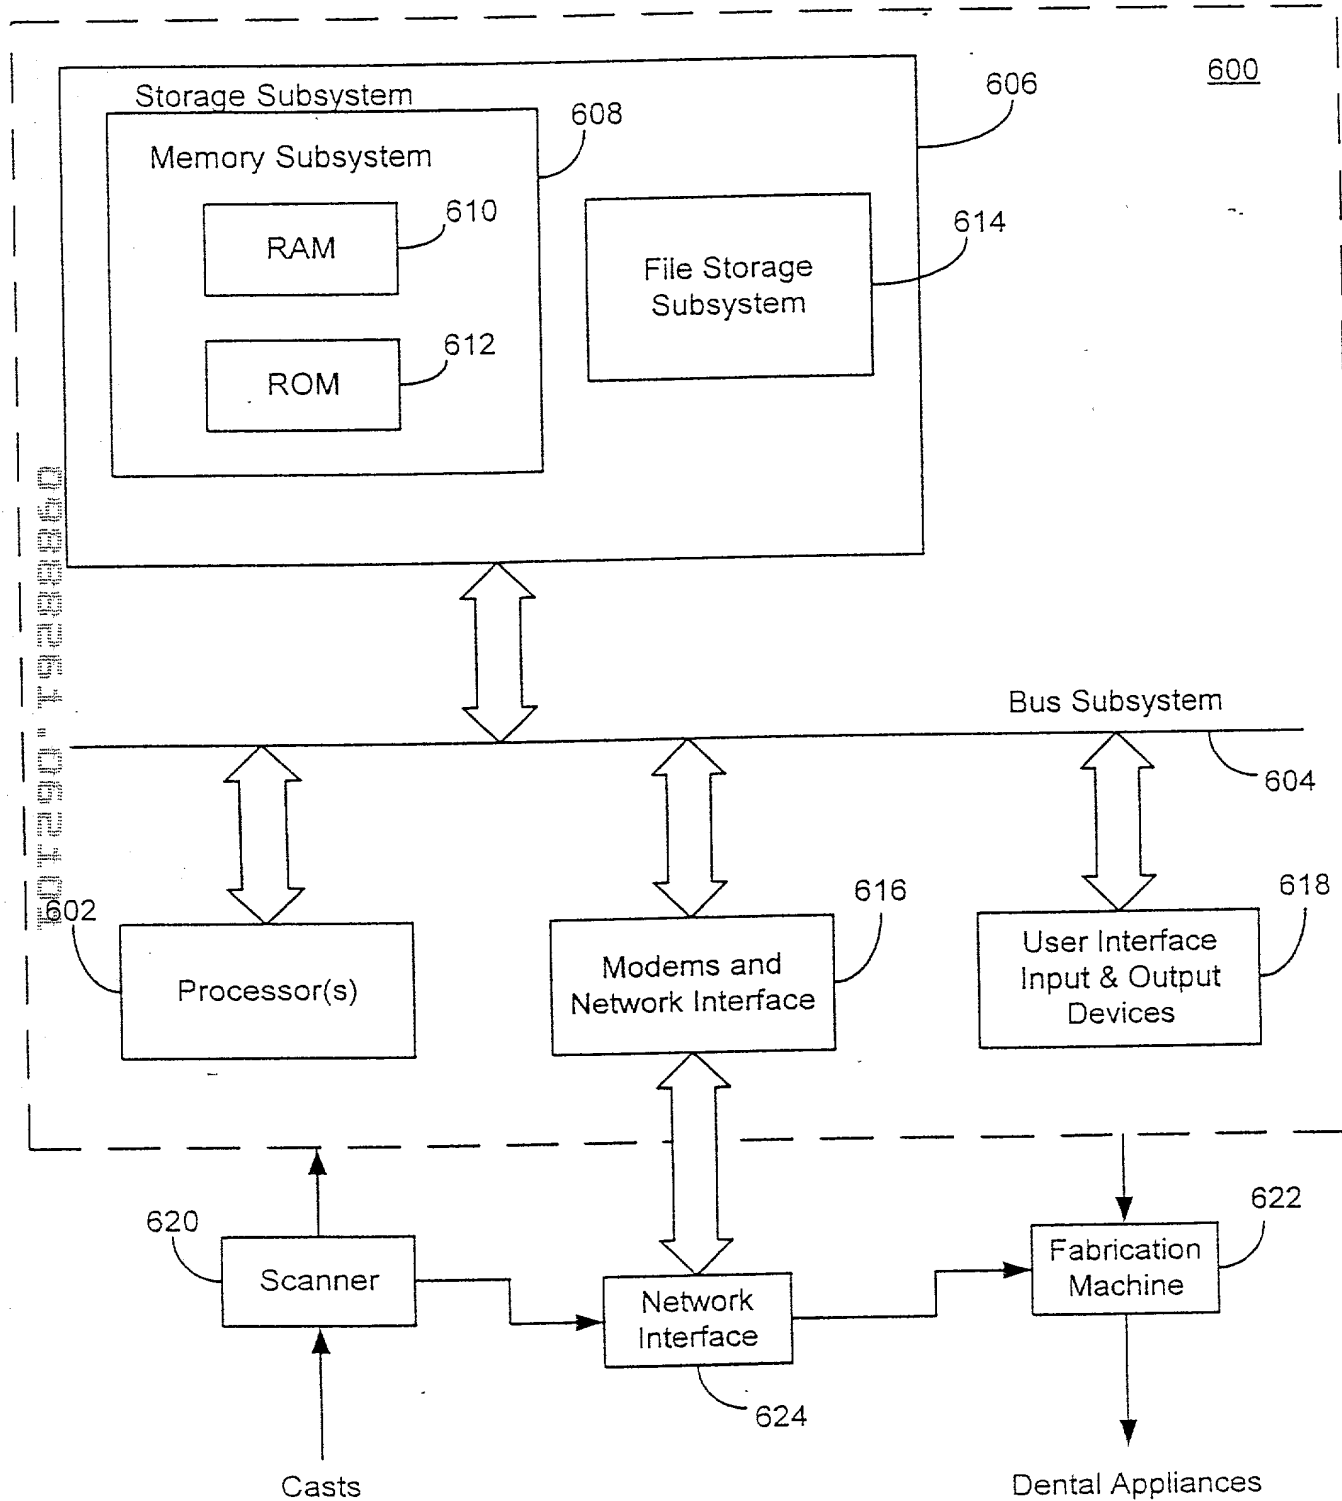 600
606
Storage Subsystem
608
Memory Subsystem
610
RAM
614
File Storage
Subsystem
612
ROM
Bus Subsystem
604
602
616
618
Processor(s)
Modems and
Network Interface
User Interface
Input & Output
Devices
620
Scanner
Network
Interface
624
622
Fabrication
Machine
Casts
Dental Appliances